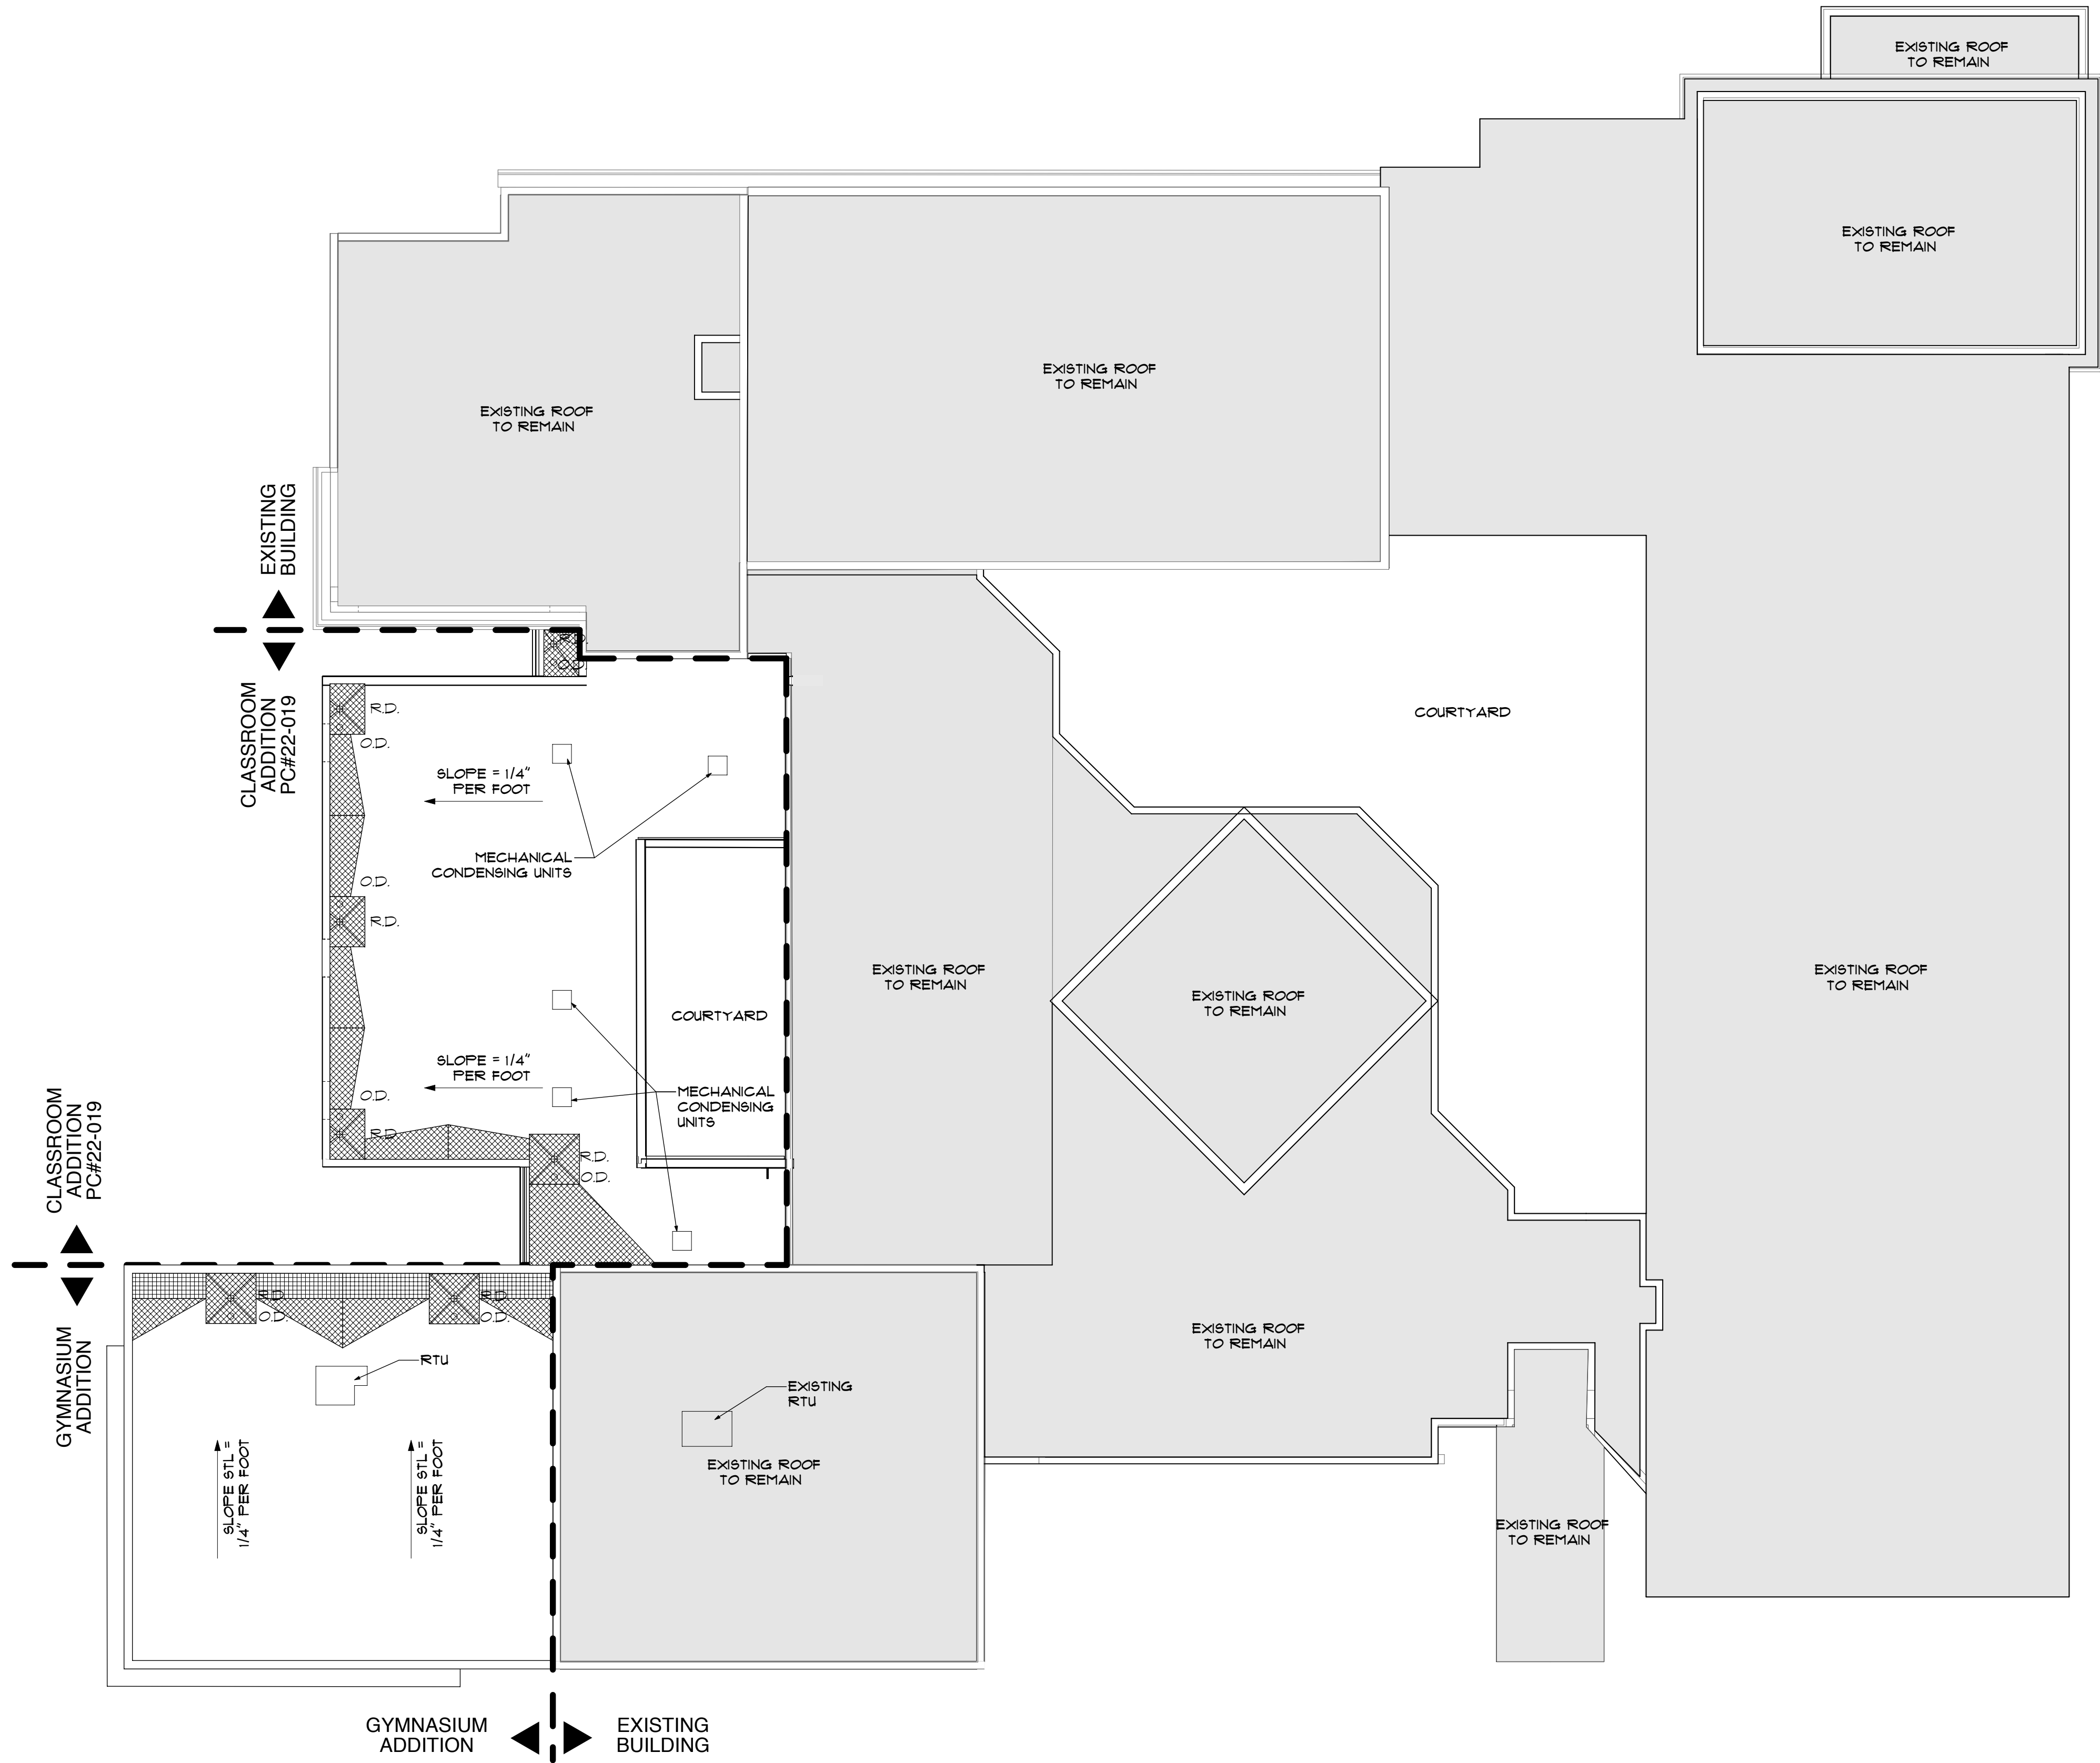 EXISTING ROOF
TO REMAIN
EXISTING ROOF
TO REMAIN
EXISTING ROOF
TO REMAIN
EXISTING ROOF
TO REMAIN
EXISTING
BUILDING
CLASSROOM
ADDITION
PC#22-019
O.D.
R.D.
O.D.
SLOPE = 1/4"
PER FOOT
MECHANICAL
CONDENSING UNITS
O.D.
R.D.
COURTYARD
EXISTING ROOF
TO REMAIN
EXISTING ROOF
TO REMAIN
EXISTING ROOF
TO REMAIN
COURTYARD
SLOPE = 1/4"
PER FOOT
MECHANICAL
CONDENSING
UNITS
O.D.
R.D.
R.D.
O.D.
CLASSROOM
ADDITION
PC#22-019
GYMNASIUM
ADDITION
R.D.
O.D.
R.D.
O.D.
RTU
EXISTING
RTU
EXISTING ROOF
TO REMAIN
EXISTING ROOF
TO REMAIN
SLOPE STL =
1/4" PER FOOT
SLOPE STL =
1/4" PER FOOT
EXISTING ROOF
TO REMAIN
GYMNASIUM
ADDITION
EXISTING
BUILDING